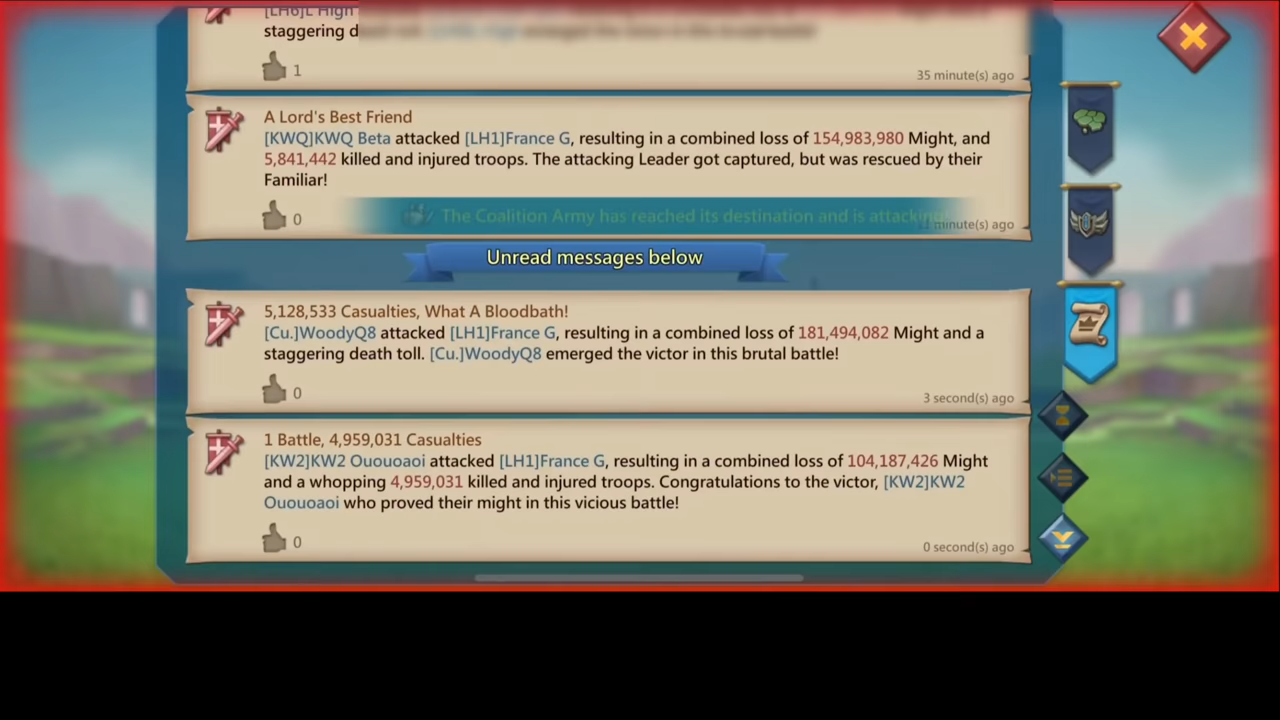 [LH6]L High
staggering d
1
35 minute(s) ago
A Lord's Best Friend
[KWQ]KWQ Beta attacked [LH1]France G, resulting in a combined loss of 154,983,980 Might, and
5,841,442 killed and injured troops. The attacking Leader got captured, but was rescued by their
Familiar!
0
The Coalition Army has reached its destination and is attacking!
minute(s) ago
Unread messages below
5,128,533 Casualties, What A Bloodbath!
[Cu.]WoodyQ8 attacked [LH1]France G, resulting in a combined loss of 181,494,082 Might and a
staggering death toll. [Cu.]WoodyQ8 emerged the victor in this brutal battle!
0
3 second(s) ago
1 Battle, 4,959,031 Casualties
[KW2]KW2 Ououoaoi attacked [LH1]France G, resulting in a combined loss of 104,187,426 Might
and a whopping 4,959,031 killed and injured troops. Congratulations to the victor, [KW2]KW2
Ououoaoi who proved their might in this vicious battle!
0
0 second(s) ago